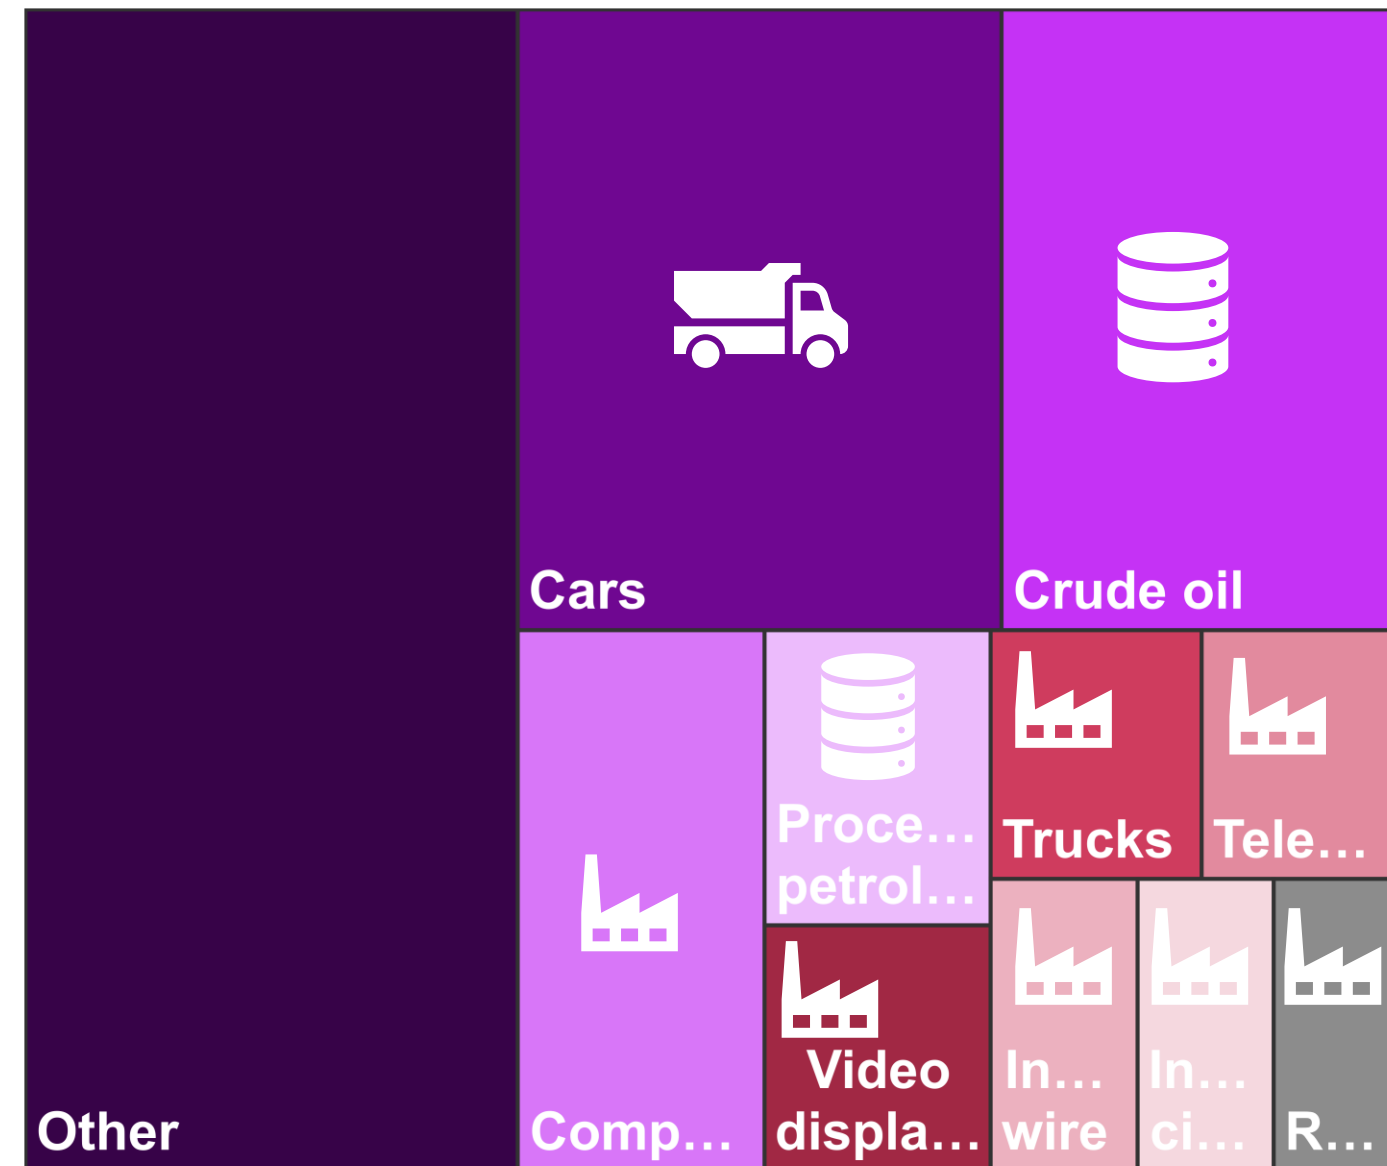 Other
Cars
Crude oil
Comp…
Proce…
petrol…
Video
displa…
Trucks
Tele…
In…
wire
In…
ci…
R…